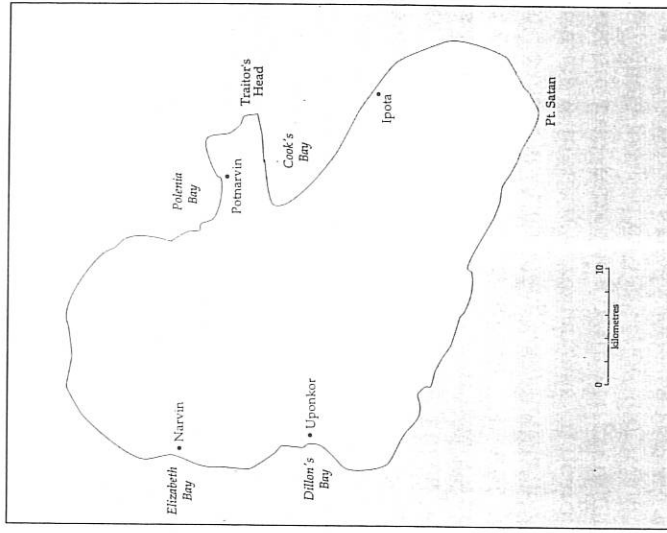 Polenia
Bay
Traitor's
Head
Potnarvin
Cook's
Bay
Ipota
Narvin
Elizabeth
Bay
Uponkor
Dillon's
Bay
Pt. Satan
0 10
kilometres